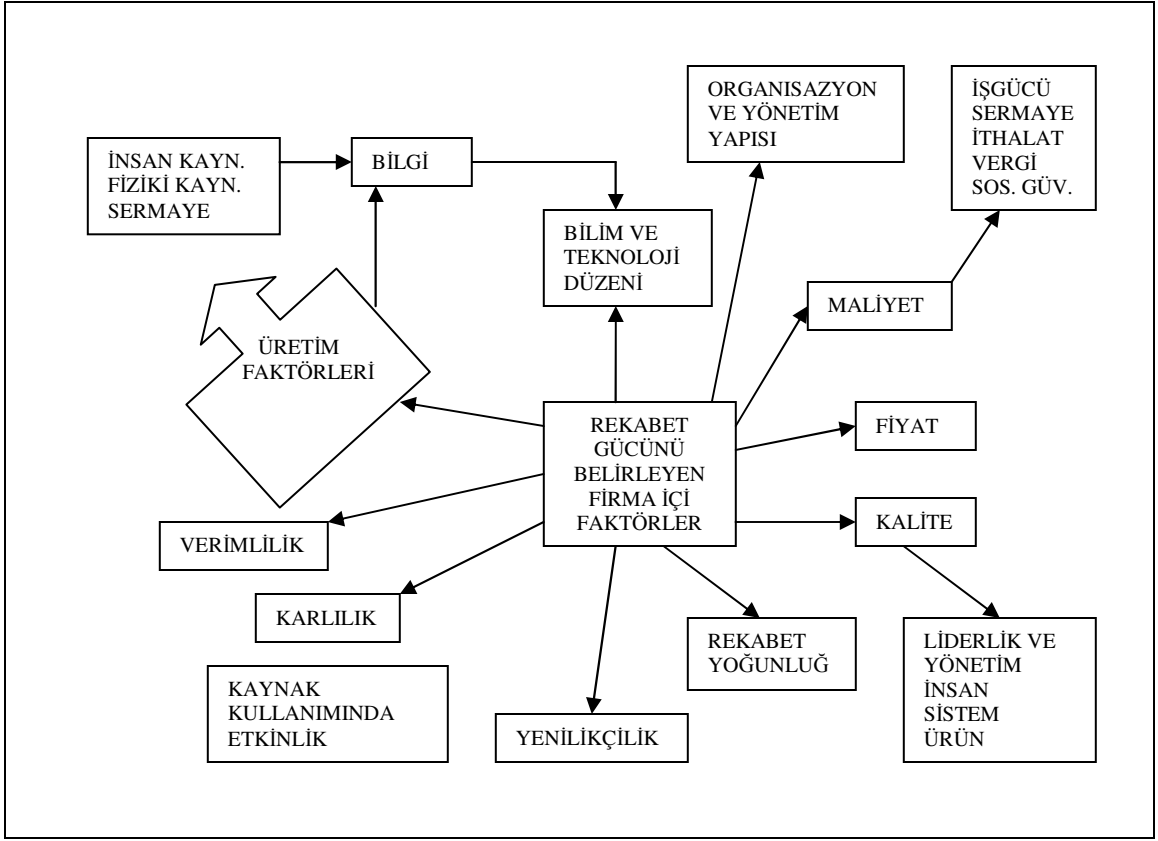 ORGANISAZYON
VE YÖNETİM
YAPISI
İŞGÜCÜ
SERMAYE
İTHALAT
VERGİ
SOS. GÜV.
İNSAN KAYN.
FİZİKİ KAYN.
SERMAYE
BİLGİ
BİLİM VE
TEKNOLOJİ
DÜZENİ
MALİYET
ÜRETİM
FAKTÖRLERİ
REKABET
GÜCÜNÜ
BELİRLEYEN
FİRMA İÇİ
FAKTÖRLER
FİYAT
KALİTE
VERİMLİLİK
KARLILIK
REKABET
YOĞUNLUĞ
LİDERLİK VE
YÖNETİM
İNSAN
SİSTEM
ÜRÜN
KAYNAK
KULLANIMINDA
ETKİNLİK
YENİLİKÇİLİK